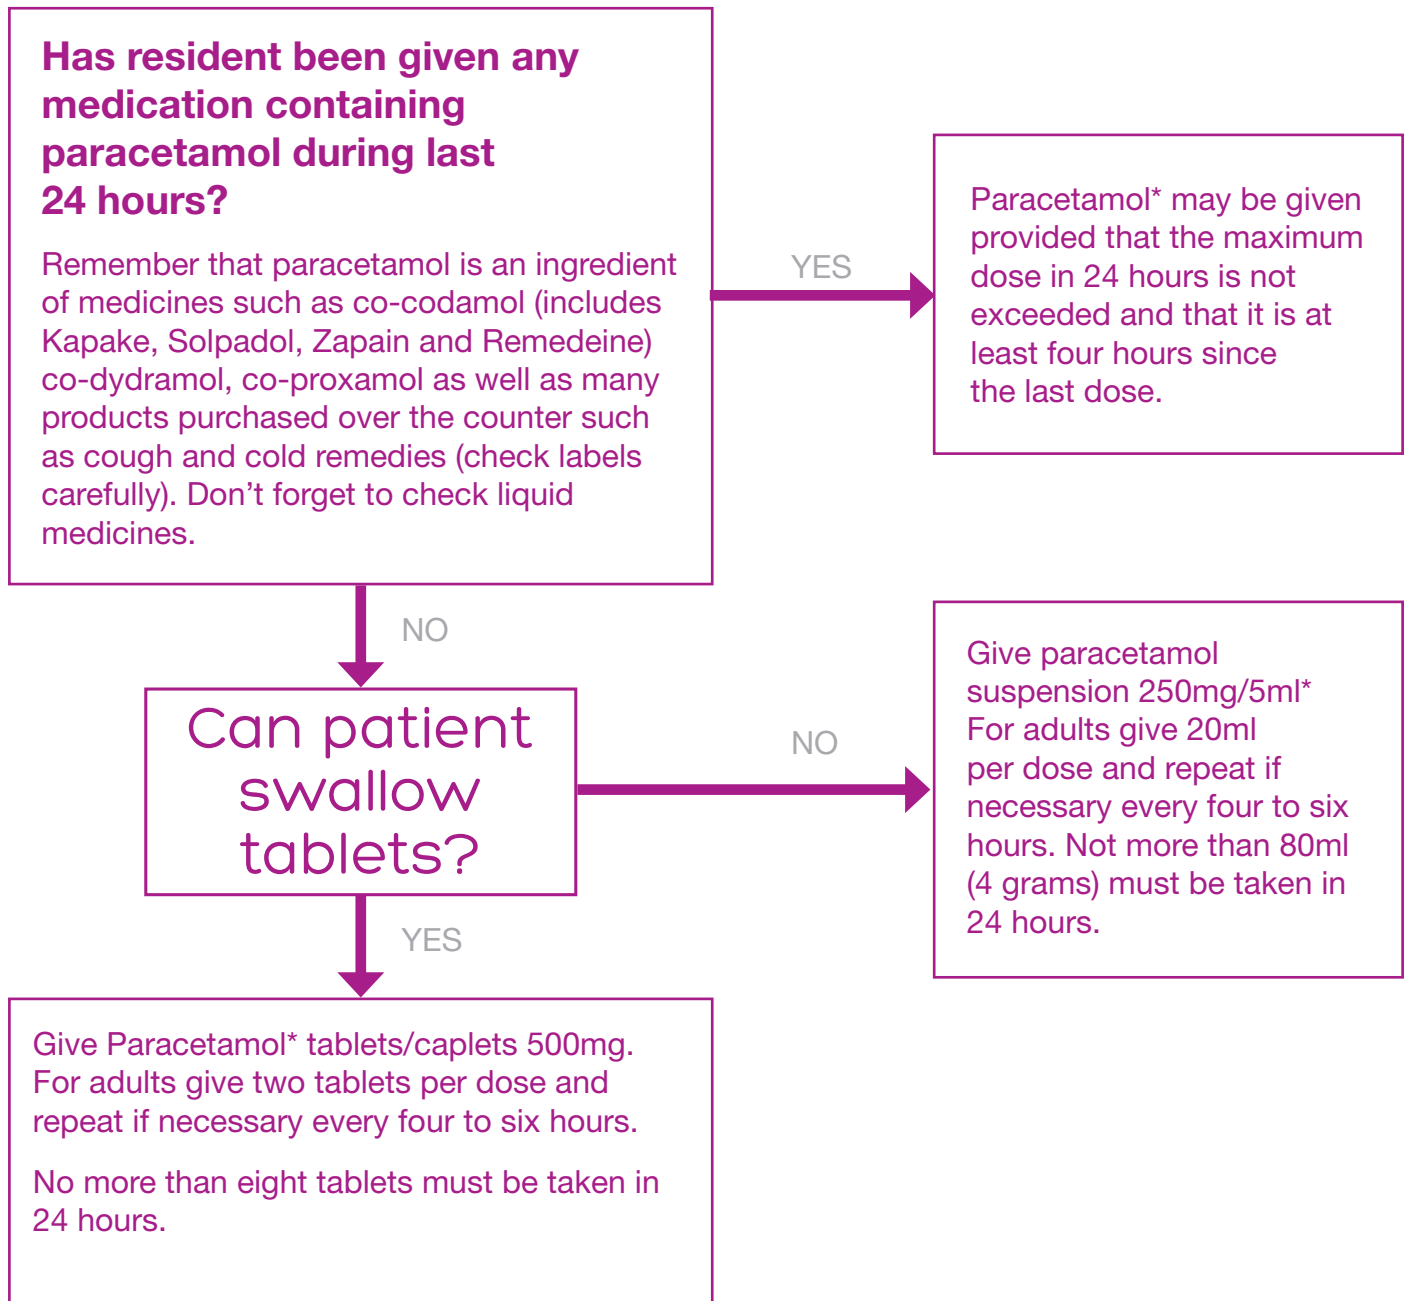 Has resident been given any
medication containing
paracetamol during last
24 hours?
Remember that paracetamol is an ingredient
of medicines such as co-codamol (includes
Kapake, Solpadol, Zapain and Remedeine)
co-dydramol, co-proxamol as well as many
products purchased over the counter such
as cough and cold remedies (check labels
carefully). Don’t forget to check liquid
medicines.
YES
Paracetamol* may be given
provided that the maximum
dose in 24 hours is not
exceeded and that it is at
least four hours since
the last dose.
NO
Can patient
swallow
tablets?
NO
Give paracetamol
suspension 250mg/5ml*
For adults give 20ml
per dose and repeat if
necessary every four to six
hours. Not more than 80ml
(4 grams) must be taken in
24 hours.
YES
Give Paracetamol* tablets/caplets 500mg.
For adults give two tablets per dose and
repeat if necessary every four to six hours.
No more than eight tablets must be taken in
24 hours.